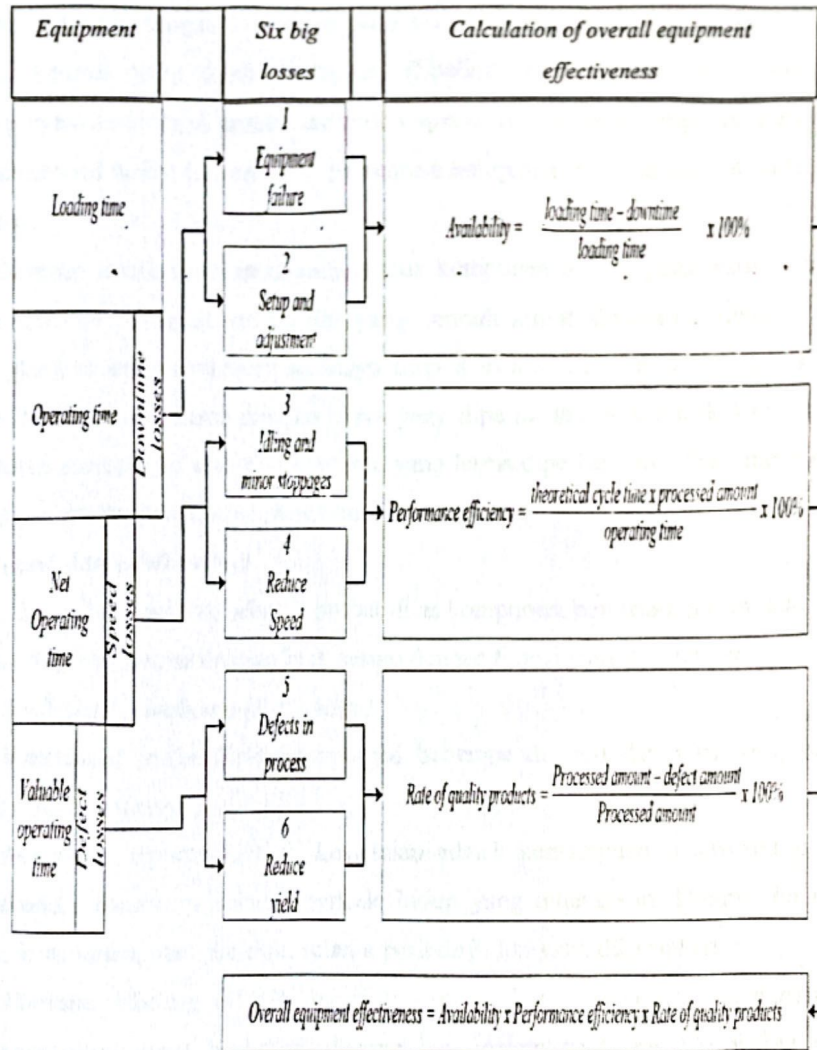 Equipment
Six big
losses
Calculation of overall equipment
effectiveness
Loading time
Operating time
Downtime
losses
Net
Operating
time
Speed
losses
Valuable
operating
time
Defect
losses
1
Equipment
failure
2
Setup and
adjustment
3
Idling and
minor stoppages
4
Reduce
Speed
5
Defects in
process
6
Reduce
yield
Availability = loading time - downtime
loading time
x 100%
Performance efficiency = theoretical cycle time x processed amount
operating time
x 100%
Rate of quality products = Processed amount - defect amount
Processed amount
x 100%
Overall equipment effectiveness = Availability x Performance efficiency x Rate of quality products